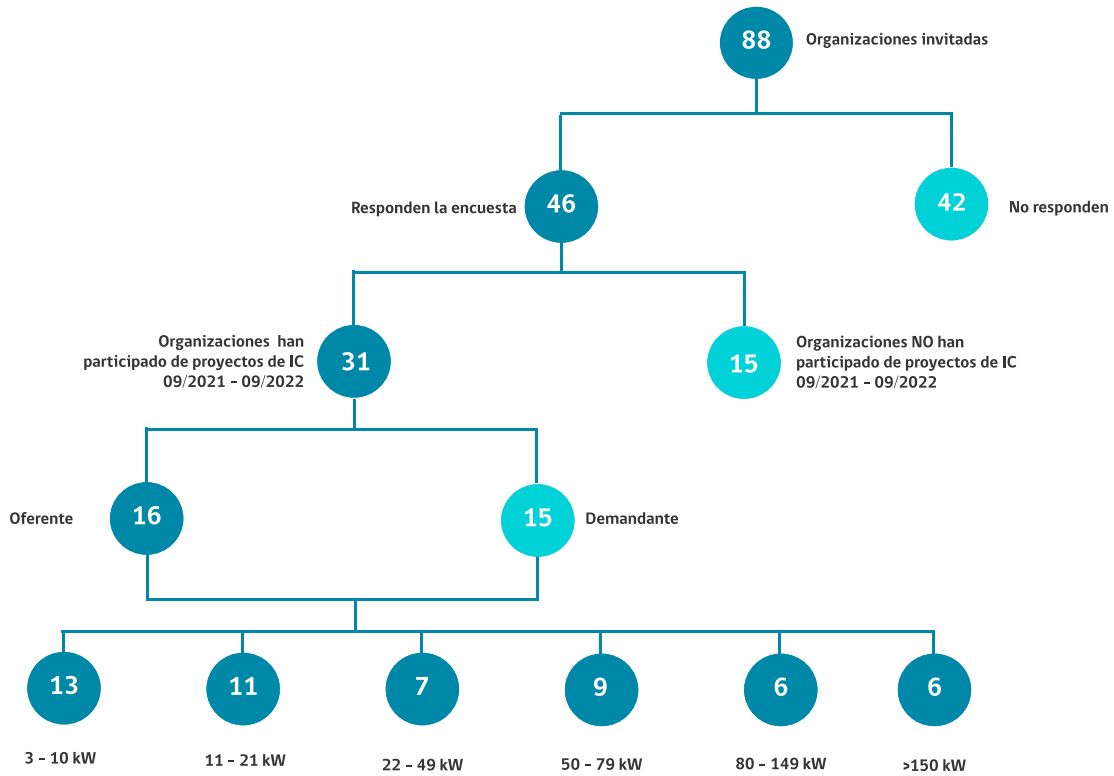 88
Organizaciones invitadas
Responden la encuesta
46
42
No responden
Organizaciones han
participado de proyectos de IC
09/2021 – 09/2022
31
15
Organizaciones NO han
participado de proyectos de IC
09/2021 – 09/2022
Oferente
16
15
Demandante
13
11
7
9
6
6
3 – 10 kW
11 – 21 kW
22 – 49 kW
50 – 79 kW
80 – 149 kW
>150 kW